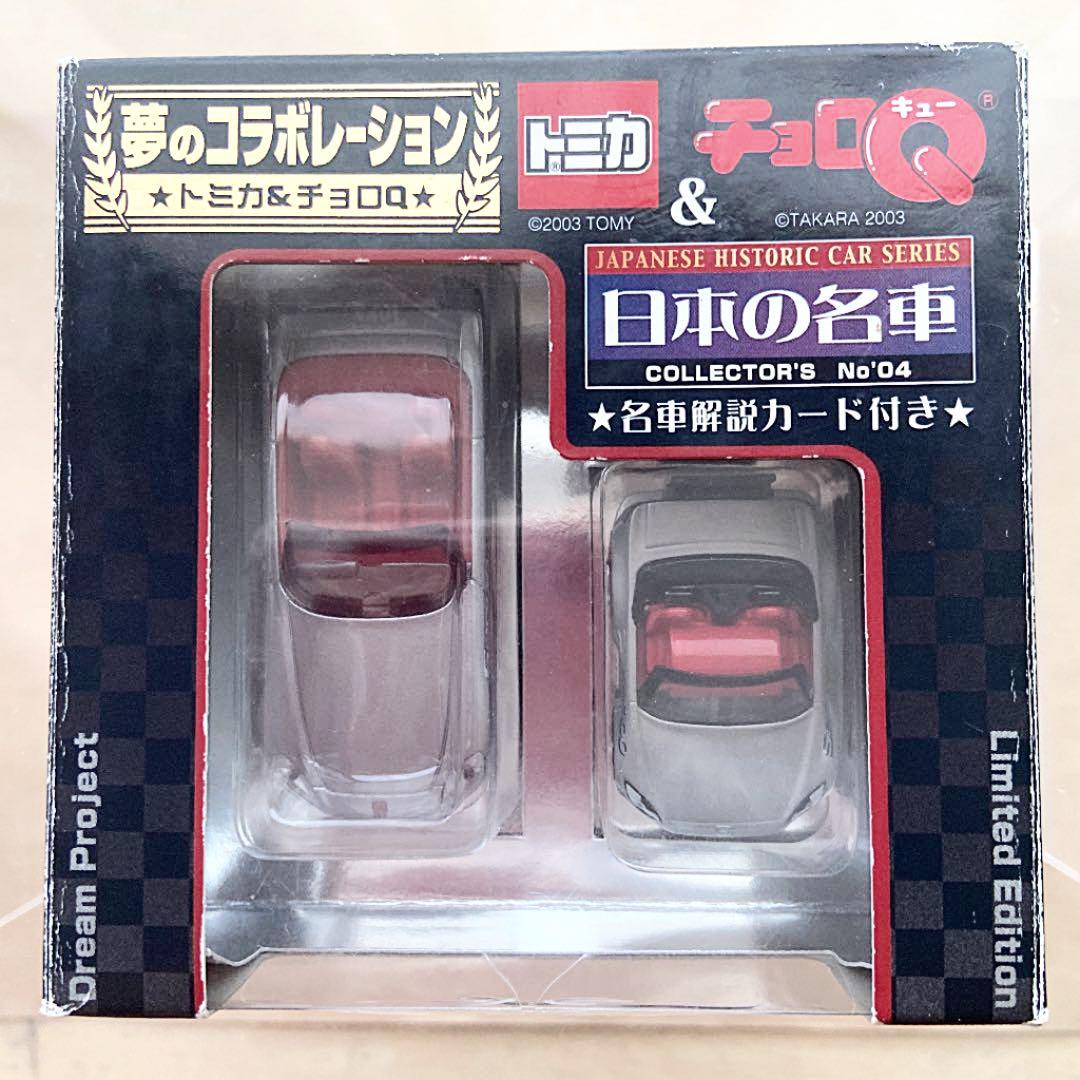 夢のコラボレーション
★トミカ&チョロQ★
トミカ
®
©2003 TOMY
&
チョロQ
キュー
®
©TAKARA 2003
JAPANESE HISTORIC CAR SERIES
日本の名車
COLLECTOR'S No'04
★名車解説カード付き★
Dream Project
Limited Edition